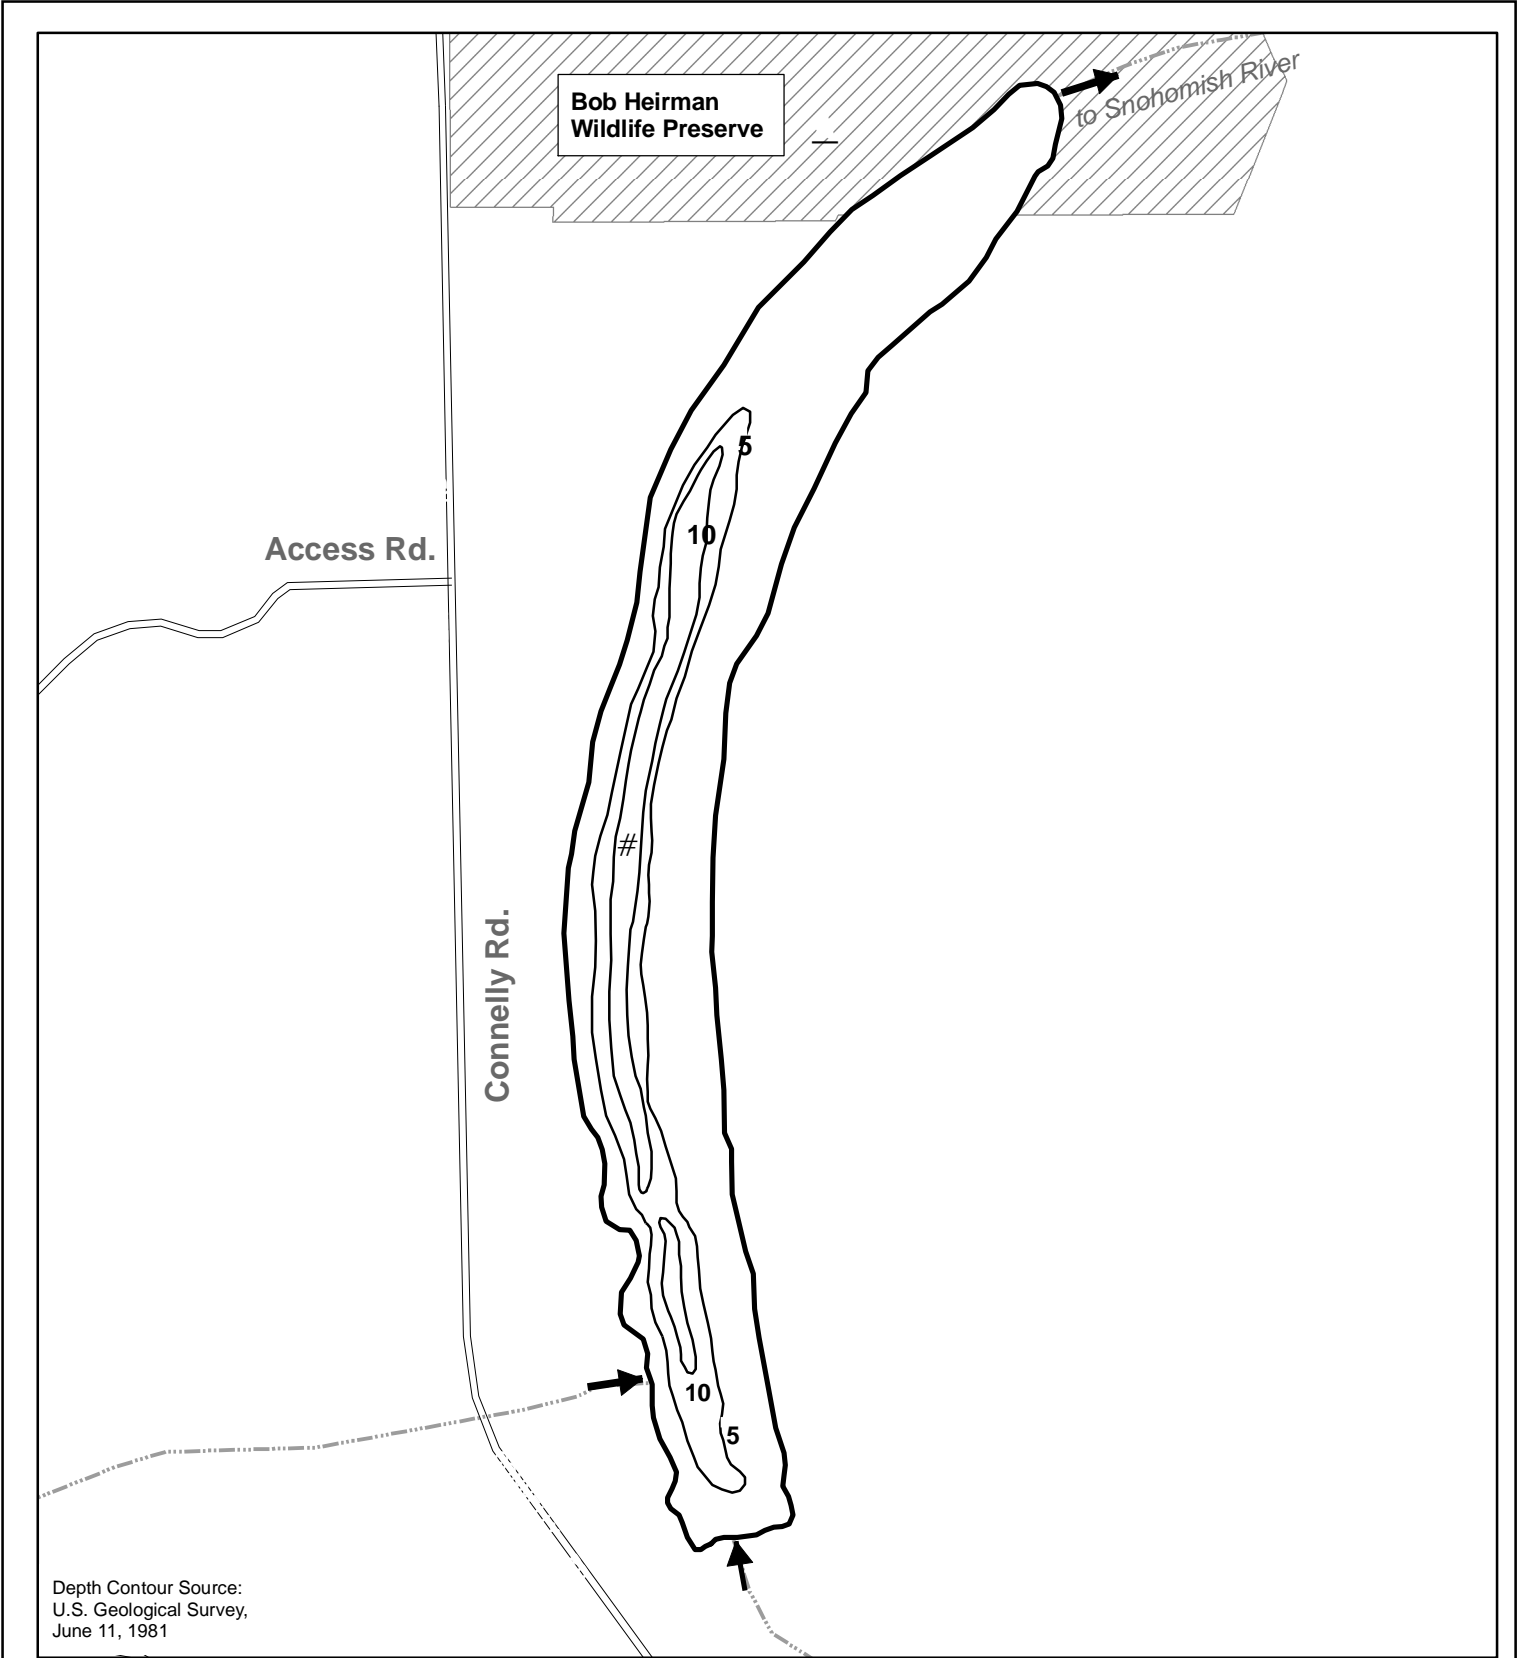 Bob Heirman
Wildlife Preserve
to Snohomish River
5
10
Access Rd.
#
Connelly Rd.
10
5
Depth Contour Source:
U.S. Geological Survey,
June 11, 1981